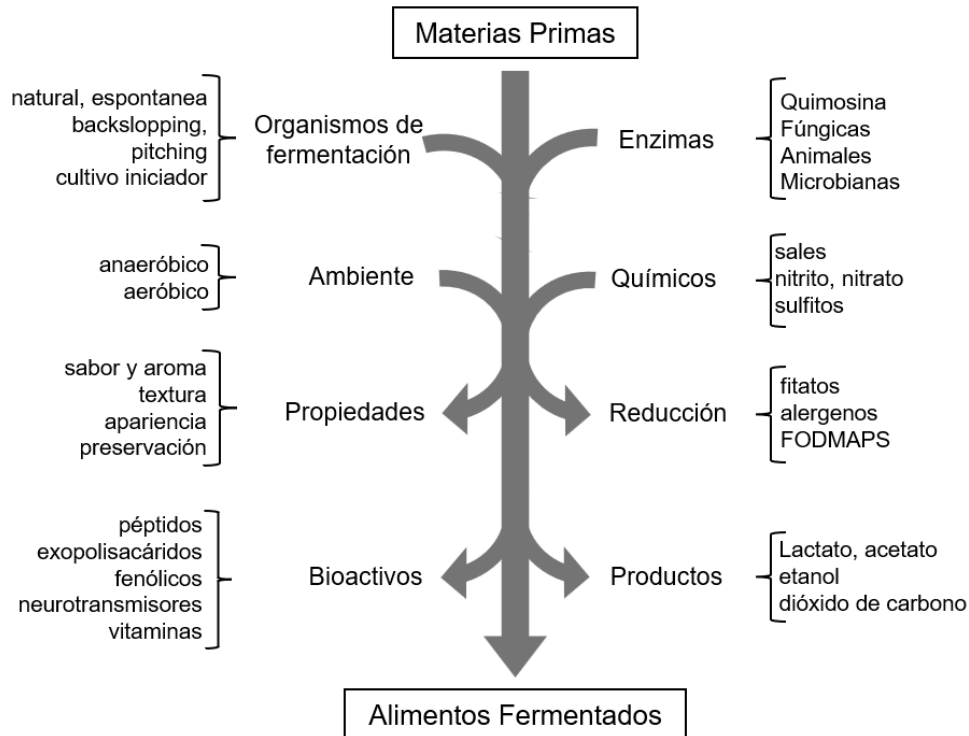 Materias Primas
natural, espontanea
backslopping,
pitching
cultivo iniciador
Organismos de
fermentación
Enzimas
Quimosina
Fúngicas
Animales
Microbianas
anaeróbico
aeróbico
Ambiente
Químicos
sales
nitrito, nitrato
sulfitos
sabor y aroma
textura
apariencia
preservación
Propiedades
Reducción
fitatos
alergenos
FODMAPS
péptidos
exopolisacáridos
fenólicos
neurotransmisores
vitaminas
Bioactivos
Productos
Lactato, acetato
etanol
dióxido de carbono
Alimentos Fermentados